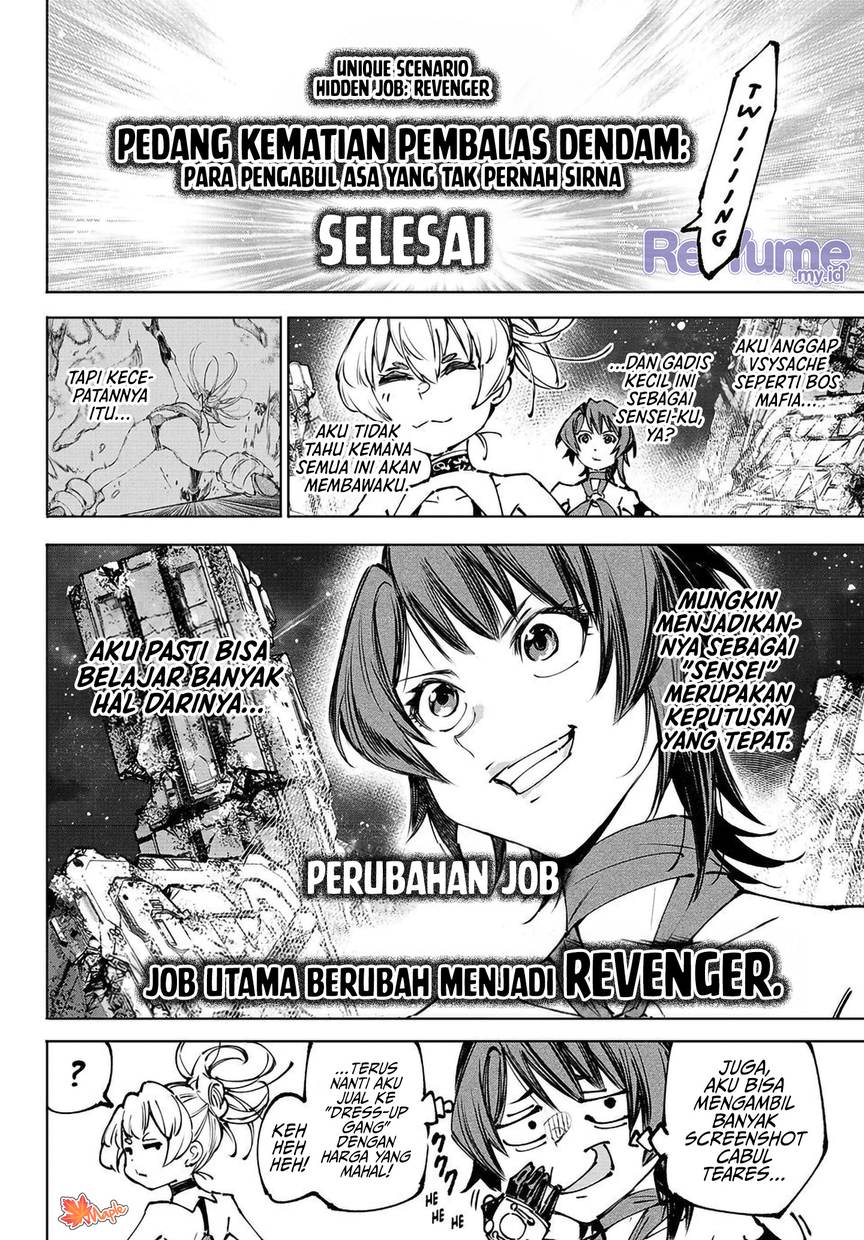 UNIQUE SCENARIO
HIDDEN JOB: REVENGER
PEDANG KEMATIAN PEMBALAS DENDAM:
PARA PENGABUL ASA YANG TAK PERNAH SIRNA
SELESAI
TWIIIING
.my.id
AKU ANGGAP
VSYSACHE
SEPERTI BOS
MAFIA...
...DAN GADIS
KECIL INI
SEBAGAI
SENSEI-KU,
YA?
AKU TIDAK
TAHU KEMANA
SEMUA INI AKAN
MEMBAWAKU.
TAPI KECE-
PATANNYA
ITU...
MUNGKIN
MENJADIKAN-
NYA SEBAGAI
"SENSEI"
MERUPAKAN
KEPUTUSAN
YANG TEPAT.
AKU PASTI BISA
BELAJAR BANYAK
HAL DARINYA...
PERUBAHAN JOB
JOB UTAMA BERUBAH MENJADI REVENGER.
JUGA,
AKU BISA
MENGAMBIL
BANYAK
SCREENSHOT
CABUL
TEARES...
...TERUS
NANTI AKU
JUAL KE
"DRESS-UP
GANG"
DENGAN
HARGA YANG
MAHAL!
KEH
HEH
HEH!
HE
HE
HE
?
Maple